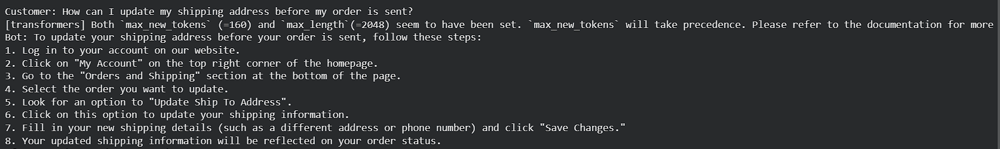 Customer: How can I update my shipping address before my order is sent?
[transformers] Both `max_new_tokens` (=160) and `max_length`(=2048) seem to have been set. `max_new_tokens` will take precedence. Please refer to the documentation for more
Bot: To update your shipping address before your order is sent, follow these steps:
1. Log in to your account on our website.
2. Click on "My Account" on the top right corner of the homepage.
3. Go to the "Orders and Shipping" section at the bottom of the page.
4. Select the order you want to update.
5. Look for an option to "Update Ship To Address".
6. Click on this option to update your shipping information.
7. Fill in your new shipping details (such as a different address or phone number) and click "Save Changes."
8. Your updated shipping information will be reflected on your order status.